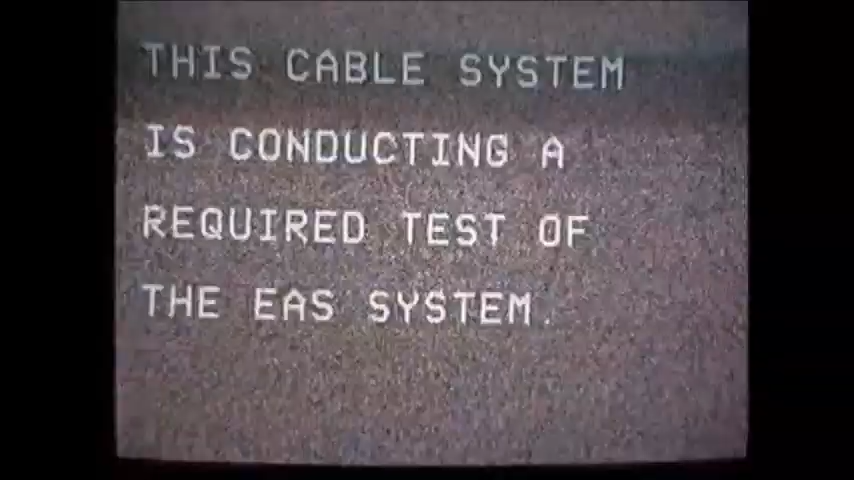 THIS CABLE SYSTEM
IS CONDUCTING A
REQUIRED TEST OF
THE EAS SYSTEM.